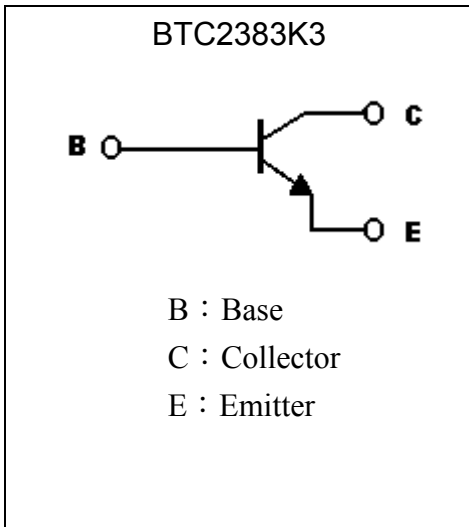 BTC2383K3
B C
E
B：Base
C：Collector
E：Emitter